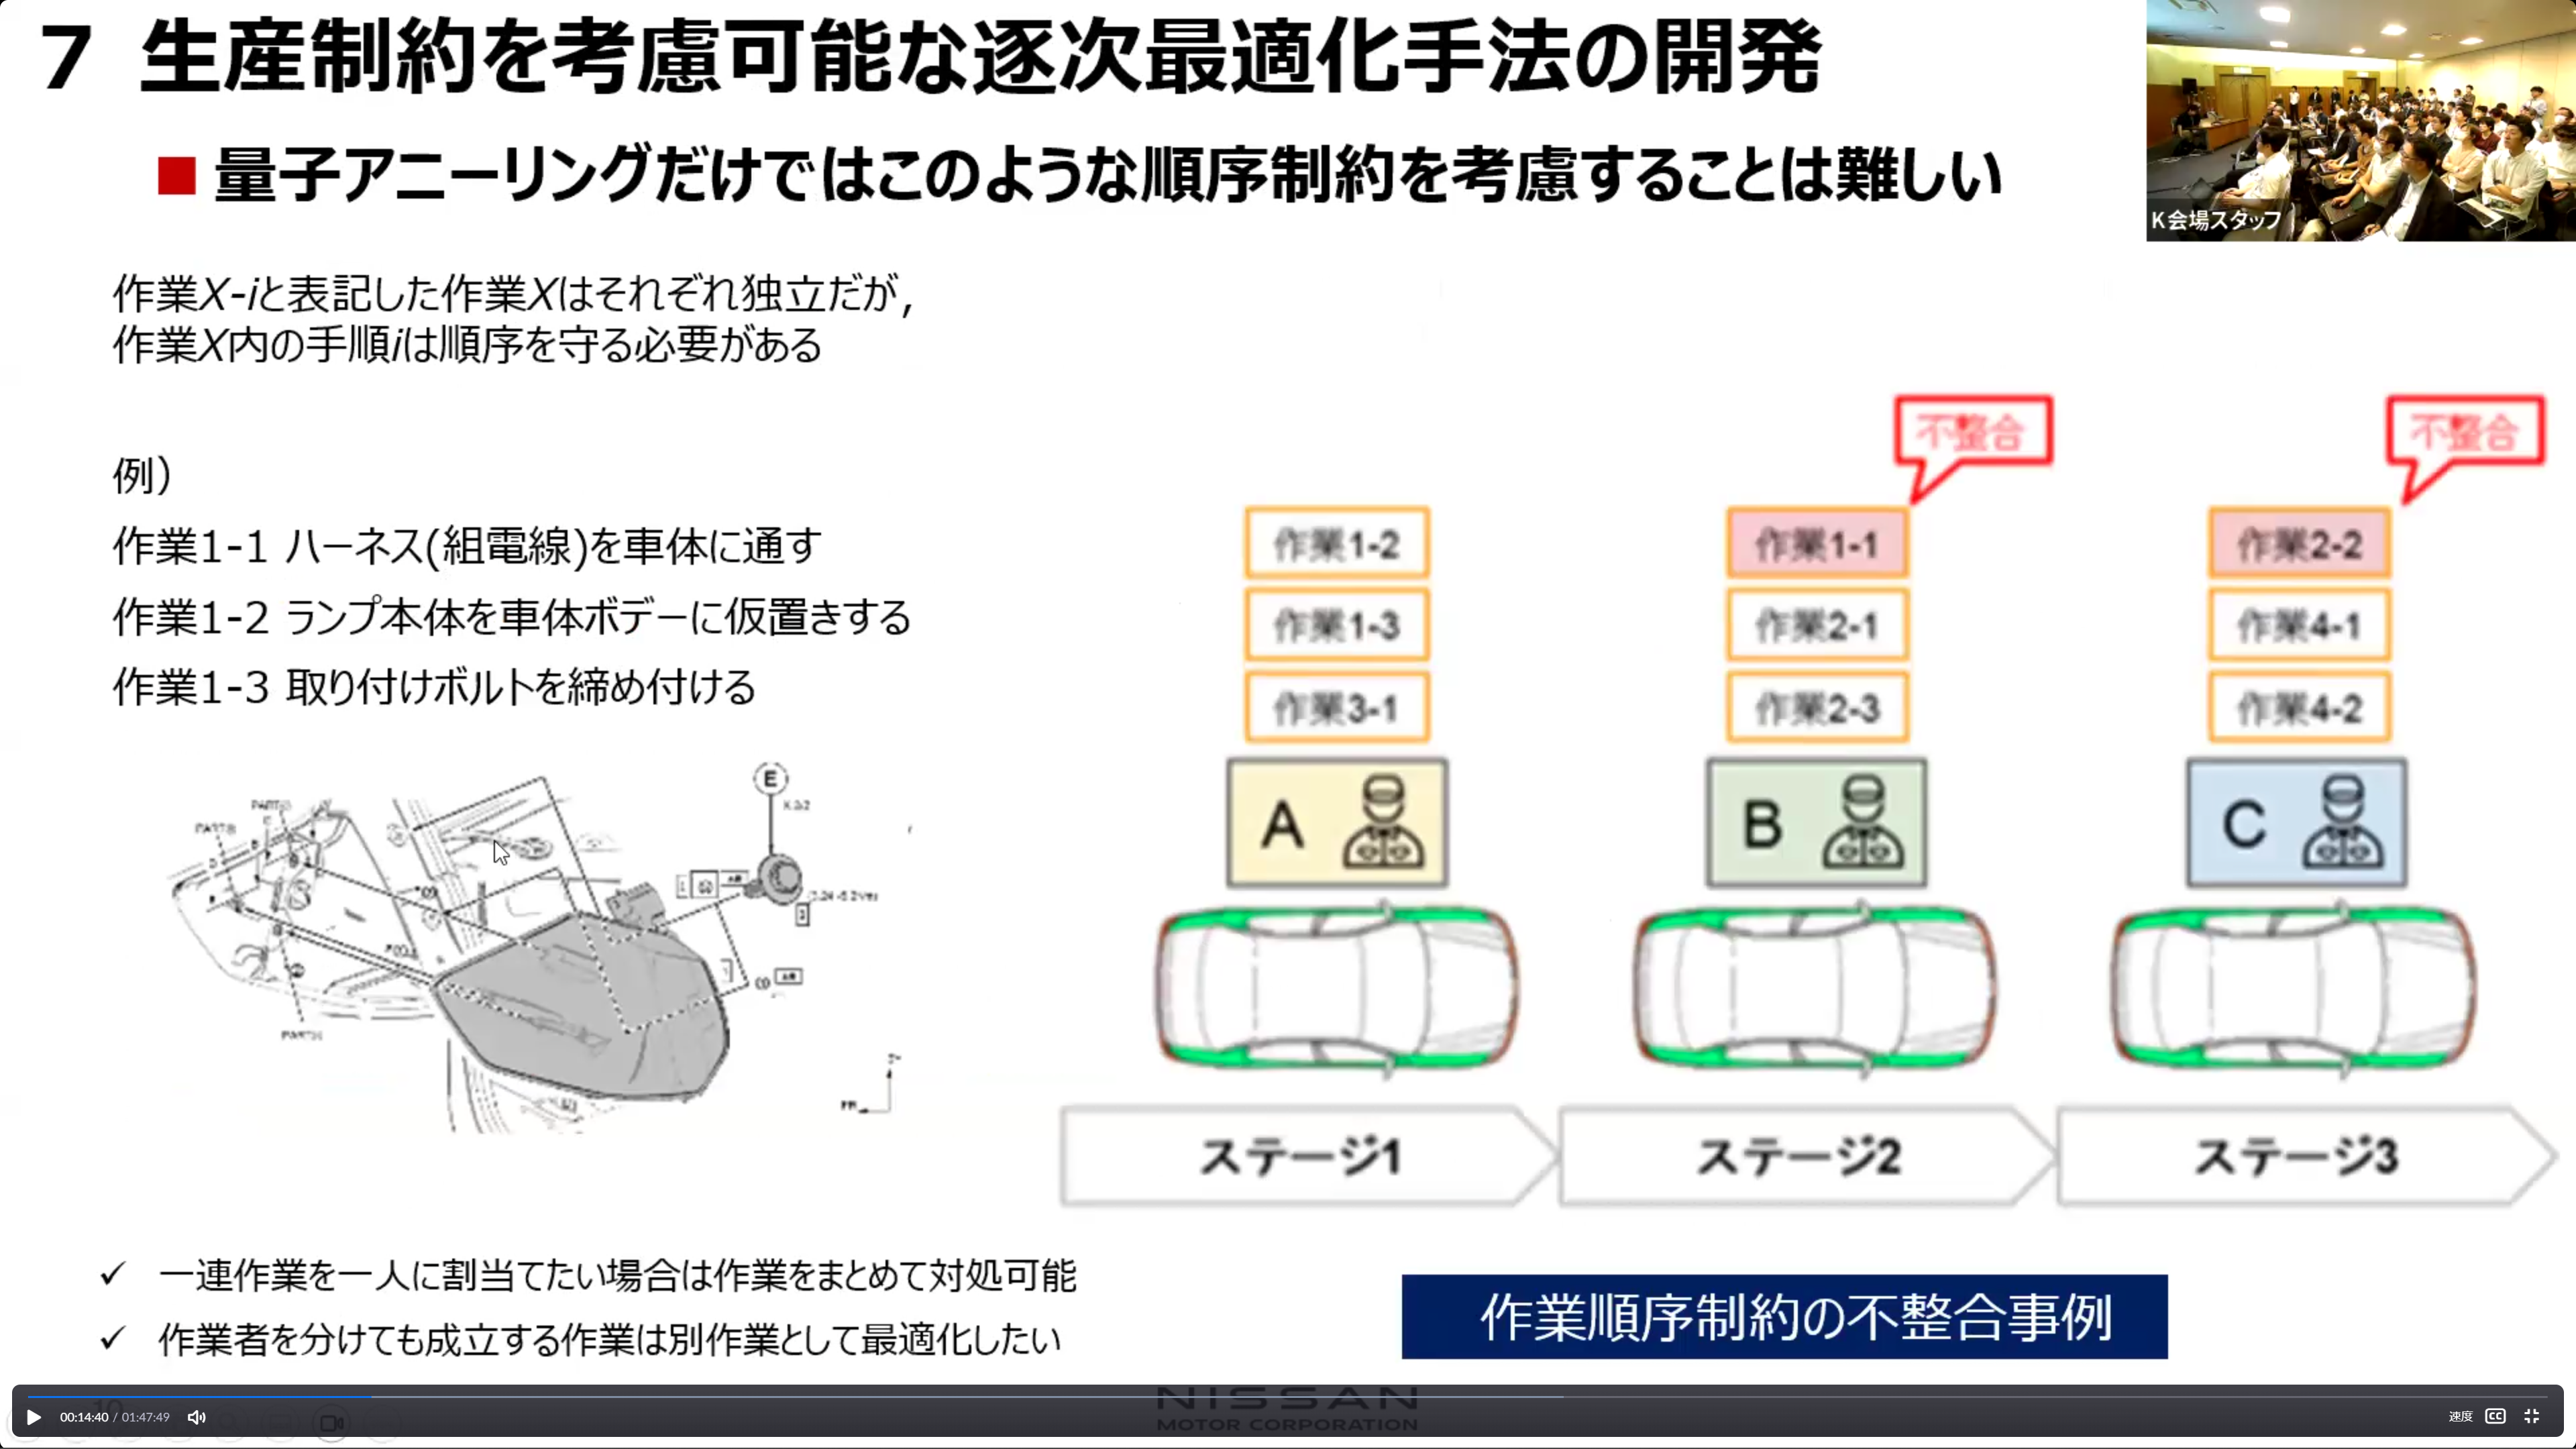 7 生産制約を考慮可能な逐次最適化手法の開発
■ 量子アニーリングだけではこのような順序制約を考慮することは難しい
K会場スタッフ
作業X-iと表記した作業Xはそれぞれ独立だが,
作業X内の手順iは順序を守る必要がある
例)
作業1-1 ハーネス(組電線)を車体に通す
作業1-2 ランプ本体を車体ボデーに仮置きする
作業1-3 取り付けボルトを締め付ける
E
不整合
不整合
作業1-2
作業1-1
作業2-2
作業1-3
作業2-1
作業4-1
作業3-1
作業2-3
作業4-2
A
B
C
ステージ1
ステージ2
ステージ3
✓ 一連作業を一人に割当てたい場合は作業をまとめて対処可能
✓ 作業者を分けても成立する作業は別作業として最適化したい
作業順序制約の不整合事例
NISSAN
MOTOR CORPORATION
00:14:40 / 01:47:49
速度
CC